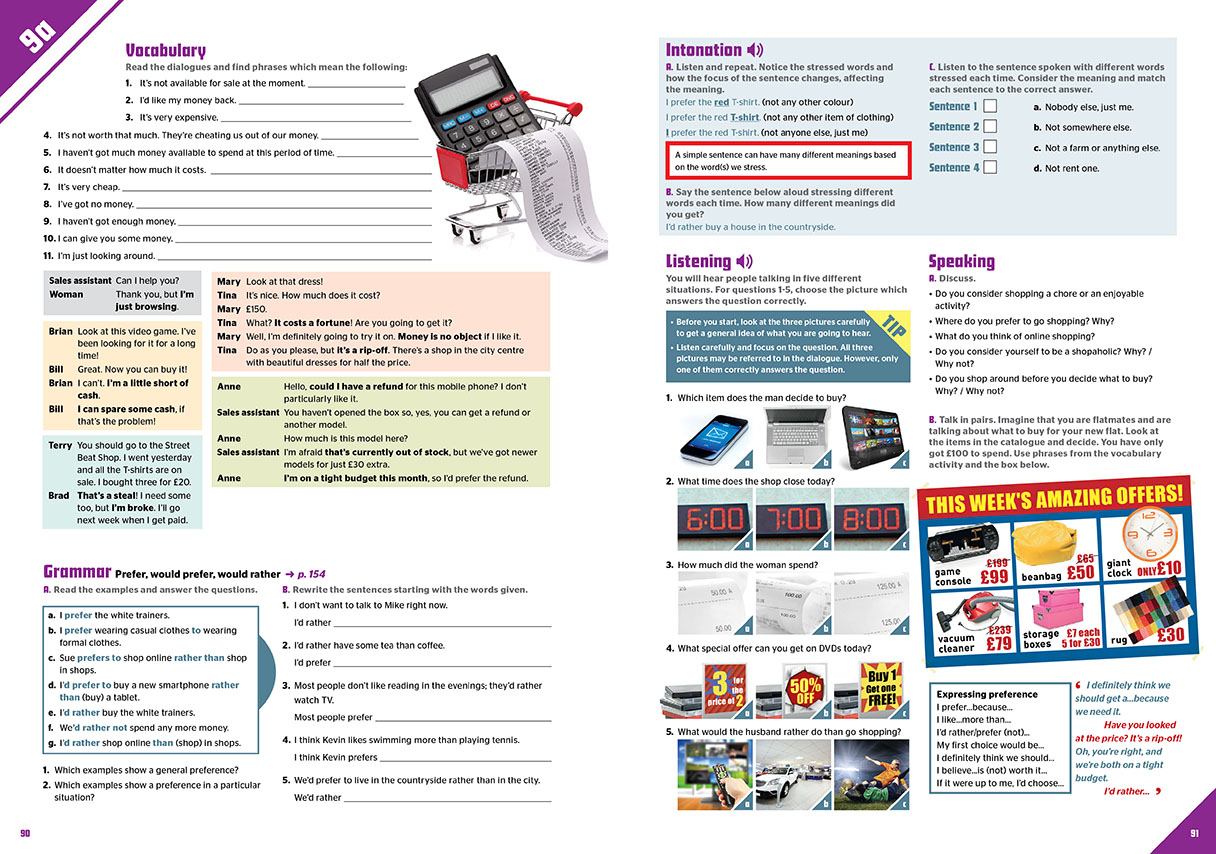 9a
Vocabulary
Read the dialogues and find phrases which mean the following:
1. It's not available for sale at the moment.
2. I'd like my money back.
3. It's very expensive.
4. It's not worth that much. They're cheating us out of our money.
5. I haven't got much money available to spend at this period of time.
6. It doesn't matter how much it costs.
7. It's very cheap.
8. I've got no money.
9. I haven't got enough money.
10. I can give you some money.
11. I'm just looking around.
Sales assistant Can I help you?
Woman Thank you, but I'm
just browsing.
Brian Look at this video game. I've
been looking for it for a long
time!
Bill Great. Now you can buy it!
Brian I can't. I'm a little short of
cash.
Bill I can spare some cash, if
that's the problem!
Terry You should go to the Street
Beat Shop. I went yesterday
and all the T-shirts are on
sale. I bought three for £20.
Brad That's a steal! I need some
too, but I'm broke. I'll go
next week when I get paid.
Mary Look at that dress!
Tina It's nice. How much does it cost?
Mary £150.
Tina What? It costs a fortune! Are you going to get it?
Mary Well, I'm definitely going to try it on. Money is no object if I like it.
Tina Do as you please, but it's a rip-off. There's a shop in the city centre
with beautiful dresses for half the price.
Anne Hello, could I have a refund for this mobile phone? I don't
particularly like it.
Sales assistant You haven't opened the box so, yes, you can get a refund or
another model.
Anne How much is this model here?
Sales assistant I'm afraid that's currently out of stock, but we've got newer
models for just £30 extra.
Anne I'm on a tight budget this month, so I'd prefer the refund.
Grammar Prefer, would prefer, would rather ➜ p. 154
A. Read the examples and answer the questions.
a. I prefer the white trainers.
b. I prefer wearing casual clothes to wearing
formal clothes.
c. Sue prefers to shop online rather than shop
in shops.
d. I'd prefer to buy a new smartphone rather
than (buy) a tablet.
e. I'd rather buy the white trainers.
f. We'd rather not spend any more money.
g. I'd rather shop online than (shop) in shops.
1. Which examples show a general preference?
2. Which examples show a preference in a particular
situation?
B. Rewrite the sentences starting with the words given.
1. I don't want to talk to Mike right now.
I'd rather
2. I'd rather have some tea than coffee.
I'd prefer
3. Most people don't like reading in the evenings; they'd rather
watch TV.
Most people prefer
4. I think Kevin likes swimming more than playing tennis.
I think Kevin prefers
5. We'd prefer to live in the countryside rather than in the city.
We'd rather
90
Intonation
A. Listen and repeat. Notice the stressed words and
how the focus of the sentence changes, affecting
the meaning.
I prefer the red T-shirt. (not any other colour)
I prefer the red T-shirt. (not any other item of clothing)
I prefer the red T-shirt. (not anyone else, just me)
A simple sentence can have many different meanings based
on the word(s) we stress.
B. Say the sentence below aloud stressing different
words each time. How many different meanings did
you get?
I'd rather buy a house in the countryside.
C. Listen to the sentence spoken with different words
stressed each time. Consider the meaning and match
each sentence to the correct answer.
Sentence 1 a. Nobody else, just me.
Sentence 2 b. Not somewhere else.
Sentence 3 c. Not a farm or anything else.
Sentence 4 d. Not rent one.
Listening
You will hear people talking in five different
situations. For questions 1-5, choose the picture which
answers the question correctly.
TIP
• Before you start, look at the three pictures carefully
to get a general idea of what you are going to hear.
• Listen carefully and focus on the question. All three
pictures may be referred to in the dialogue. However, only
one of them correctly answers the question.
1. Which item does the man decide to buy?
a b c
2. What time does the shop close today?
6:00 7:00 8:00
a b c
3. How much did the woman spend?
50.00 100.00 125.00
50.00 100.00 125.00
a b c
4. What special offer can you get on DVDs today?
3 for the price of 2
50% OFF
Buy 1 Get one FREE!
a b c
5. What would the husband rather do than go shopping?
a b c
Speaking
A. Discuss.
• Do you consider shopping a chore or an enjoyable
activity?
• Where do you prefer to go shopping? Why?
• What do you think of online shopping?
• Do you consider yourself to be a shopaholic? Why? /
Why not?
• Do you shop around before you decide what to buy?
Why? / Why not?
B. Talk in pairs. Imagine that you are flatmates and are
talking about what to buy for your new flat. Look at
the items in the catalogue and decide. You have only
got £100 to spend. Use phrases from the vocabulary
activity and the box below.
THIS WEEK'S AMAZING OFFERS!
game console £199 £99
beanbag £65 £50
giant clock ONLY £10
vacuum cleaner £239 £79
storage boxes £7 each 5 for £30
rug £30
Expressing preference
I prefer...because...
I like...more than...
I'd rather/prefer (not)...
My first choice would be...
I definitely think we should...
I believe...is (not) worth it...
If it were up to me, I'd choose...
‘ I definitely think we
should get a...because
we need it.
Have you looked
at the price? It's a rip-off!
Oh, you're right, and
we're both on a tight
budget.
I'd rather... ’
91